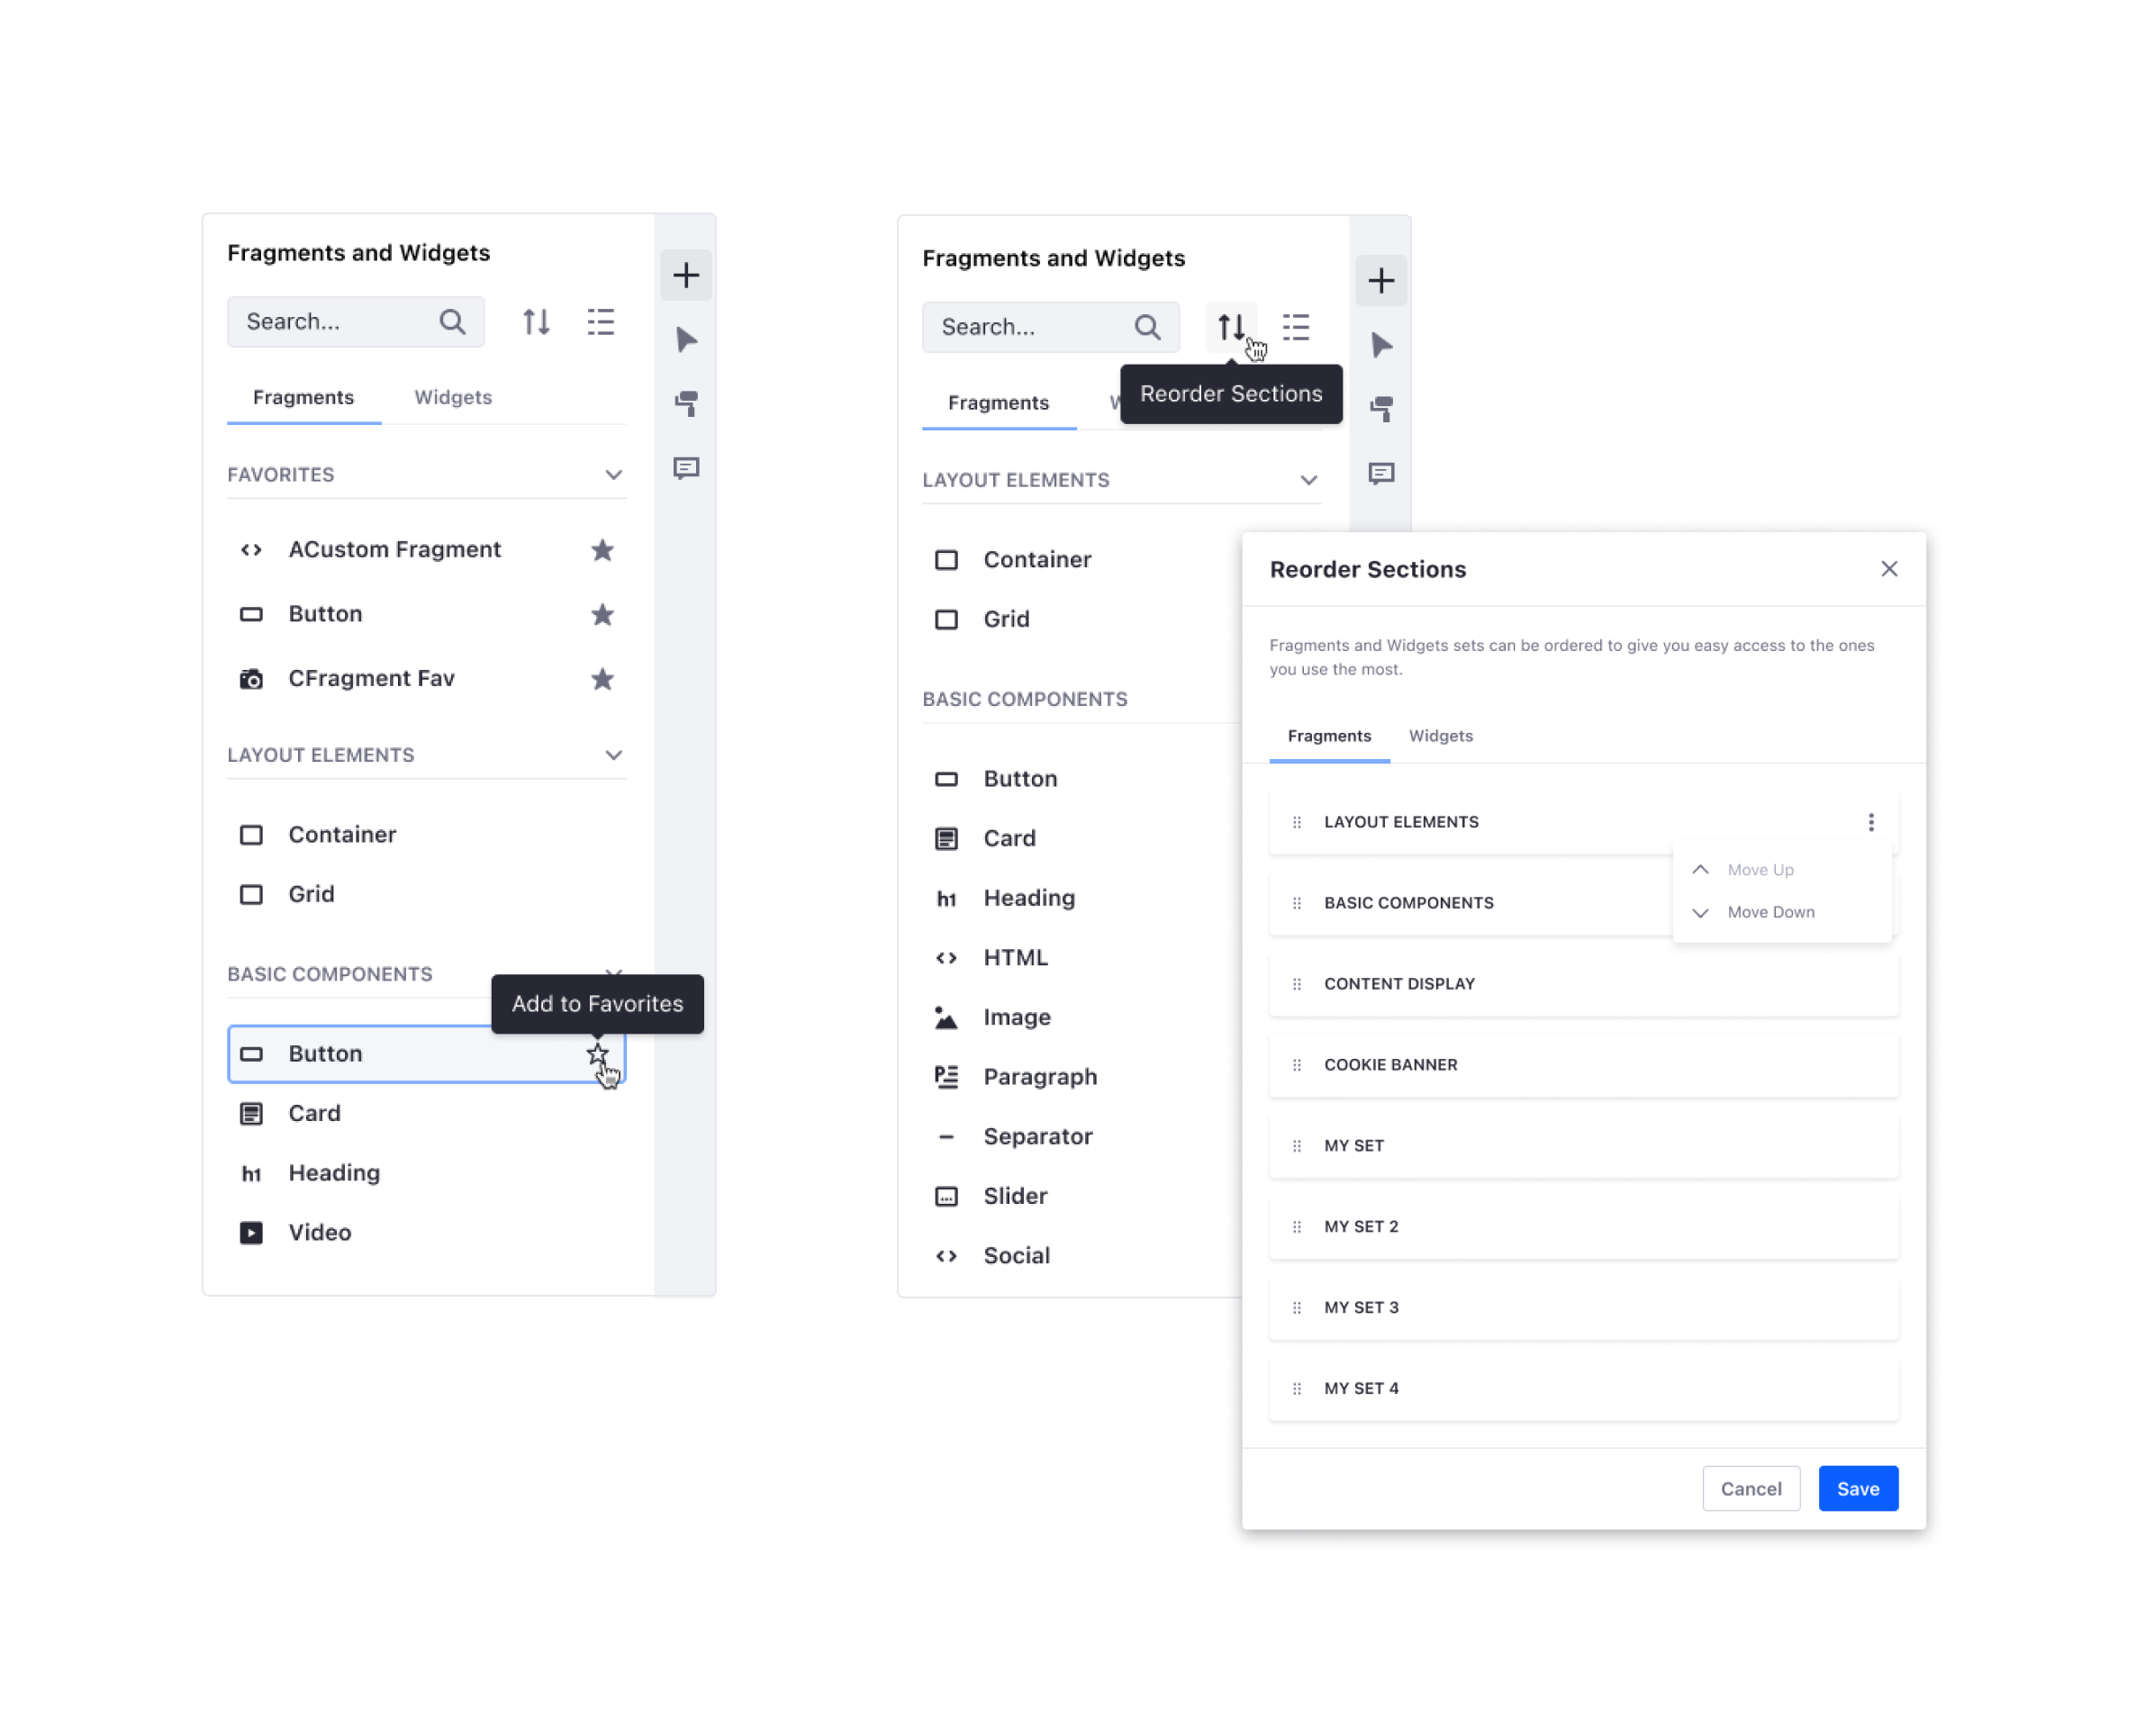 Fragments and Widgets
Search...
Fragments Widgets
FAVORITES
ACustom Fragment
Button
CFragment Fav
LAYOUT ELEMENTS
Container
Grid
BASIC COMPONENTS
Add to Favorites
Button
Card
h1 Heading
Video
Fragments and Widgets
Search...
Reorder Sections
Fragments
LAYOUT ELEMENTS
Container
Grid
BASIC COMPONENTS
Button
Card
h1 Heading
HTML
Image
Paragraph
Separator
Slider
Social
Reorder Sections
Fragments and Widgets sets can be ordered to give you easy access to the ones
you use the most.
Fragments Widgets
LAYOUT ELEMENTS
Move Up
BASIC COMPONENTS
Move Down
CONTENT DISPLAY
COOKIE BANNER
MY SET
MY SET 2
MY SET 3
MY SET 4
Cancel Save